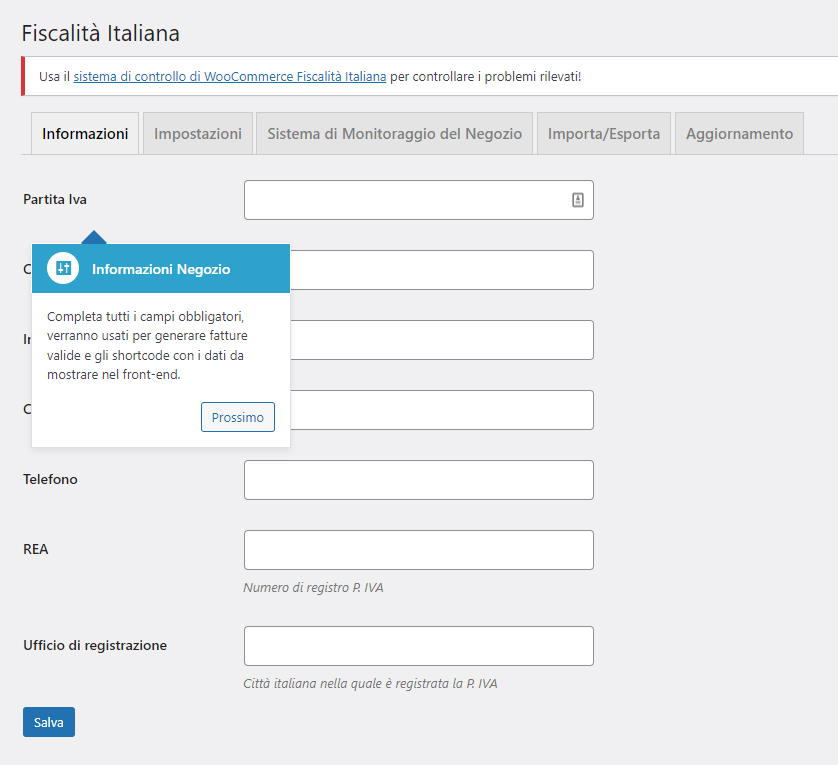 Fiscalità Italiana
Usa il sistema di controllo di WooCommerce Fiscalità Italiana per controllare i problemi rilevati!
Informazioni Impostazioni Sistema di Monitoraggio del Negozio Importa/Esporta Aggiornamento
Partita Iva
Informazioni Negozio
Completa tutti i campi obbligatori,
verranno usati per generare fatture
valide e gli shortcode con i dati da
mostrare nel front-end.
Prossimo
Telefono
REA
Numero di registro P. IVA
Ufficio di registrazione
Città italiana nella quale è registrata la P. IVA
Salva